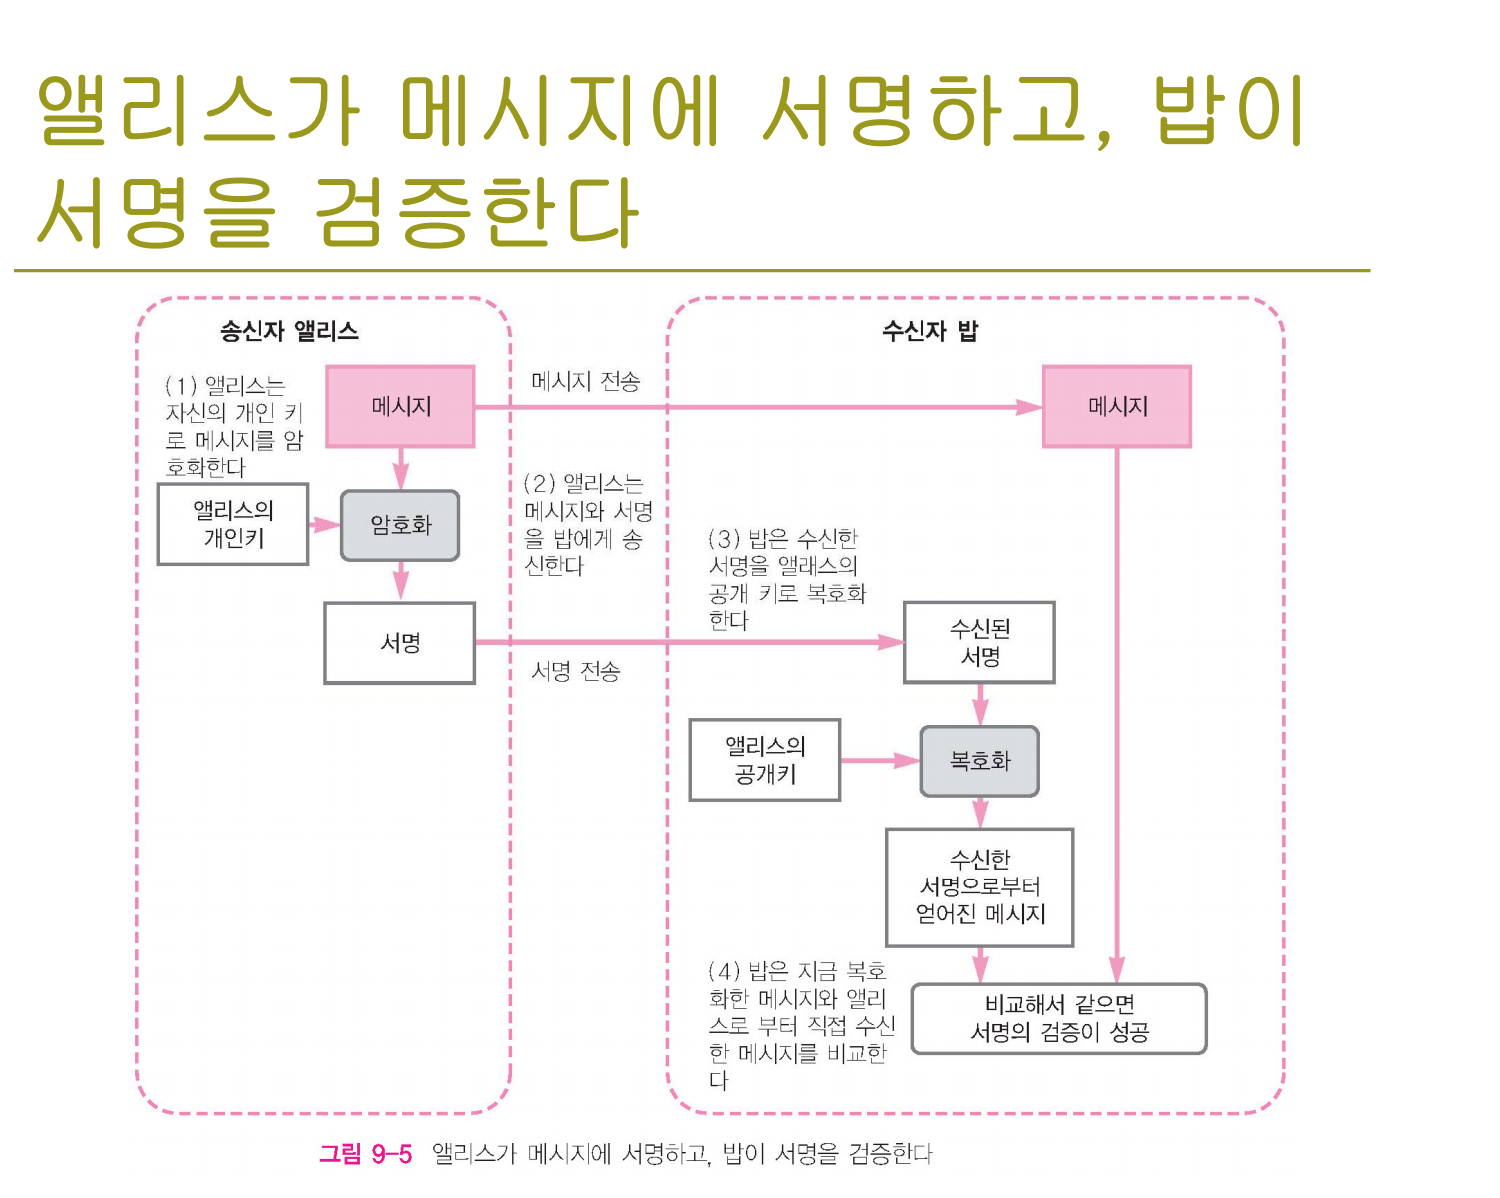 앨리스가 메시지에 서명하고, 밥이
서명을 검증한다
송신자 앨리스
수신자 밥
(1) 앨리스는
자신의 개인 키
로 메시지를 암
호화한다
메시지
메시지 전송
메시지
앨리스의
개인키
암호화
(2) 앨리스는
메시지와 서명
을 밥에게 송
신한다
(3) 밥은 수신한
서명을 앨래스의
공개 키로 복호화
한다
서명
서명 전송
수신된
서명
앨리스의
공개키
복호화
수신한
서명으로부터
얻어진 메시지
(4) 밥은 지금 복호
화한 메시지와 앨리
스로 부터 직접 수신
한 메시지를 비교한
다
비교해서 같으면
서명의 검증이 성공
그림 9-5 앨리스가 메시지에 서명하고, 밥이 서명을 검증한다